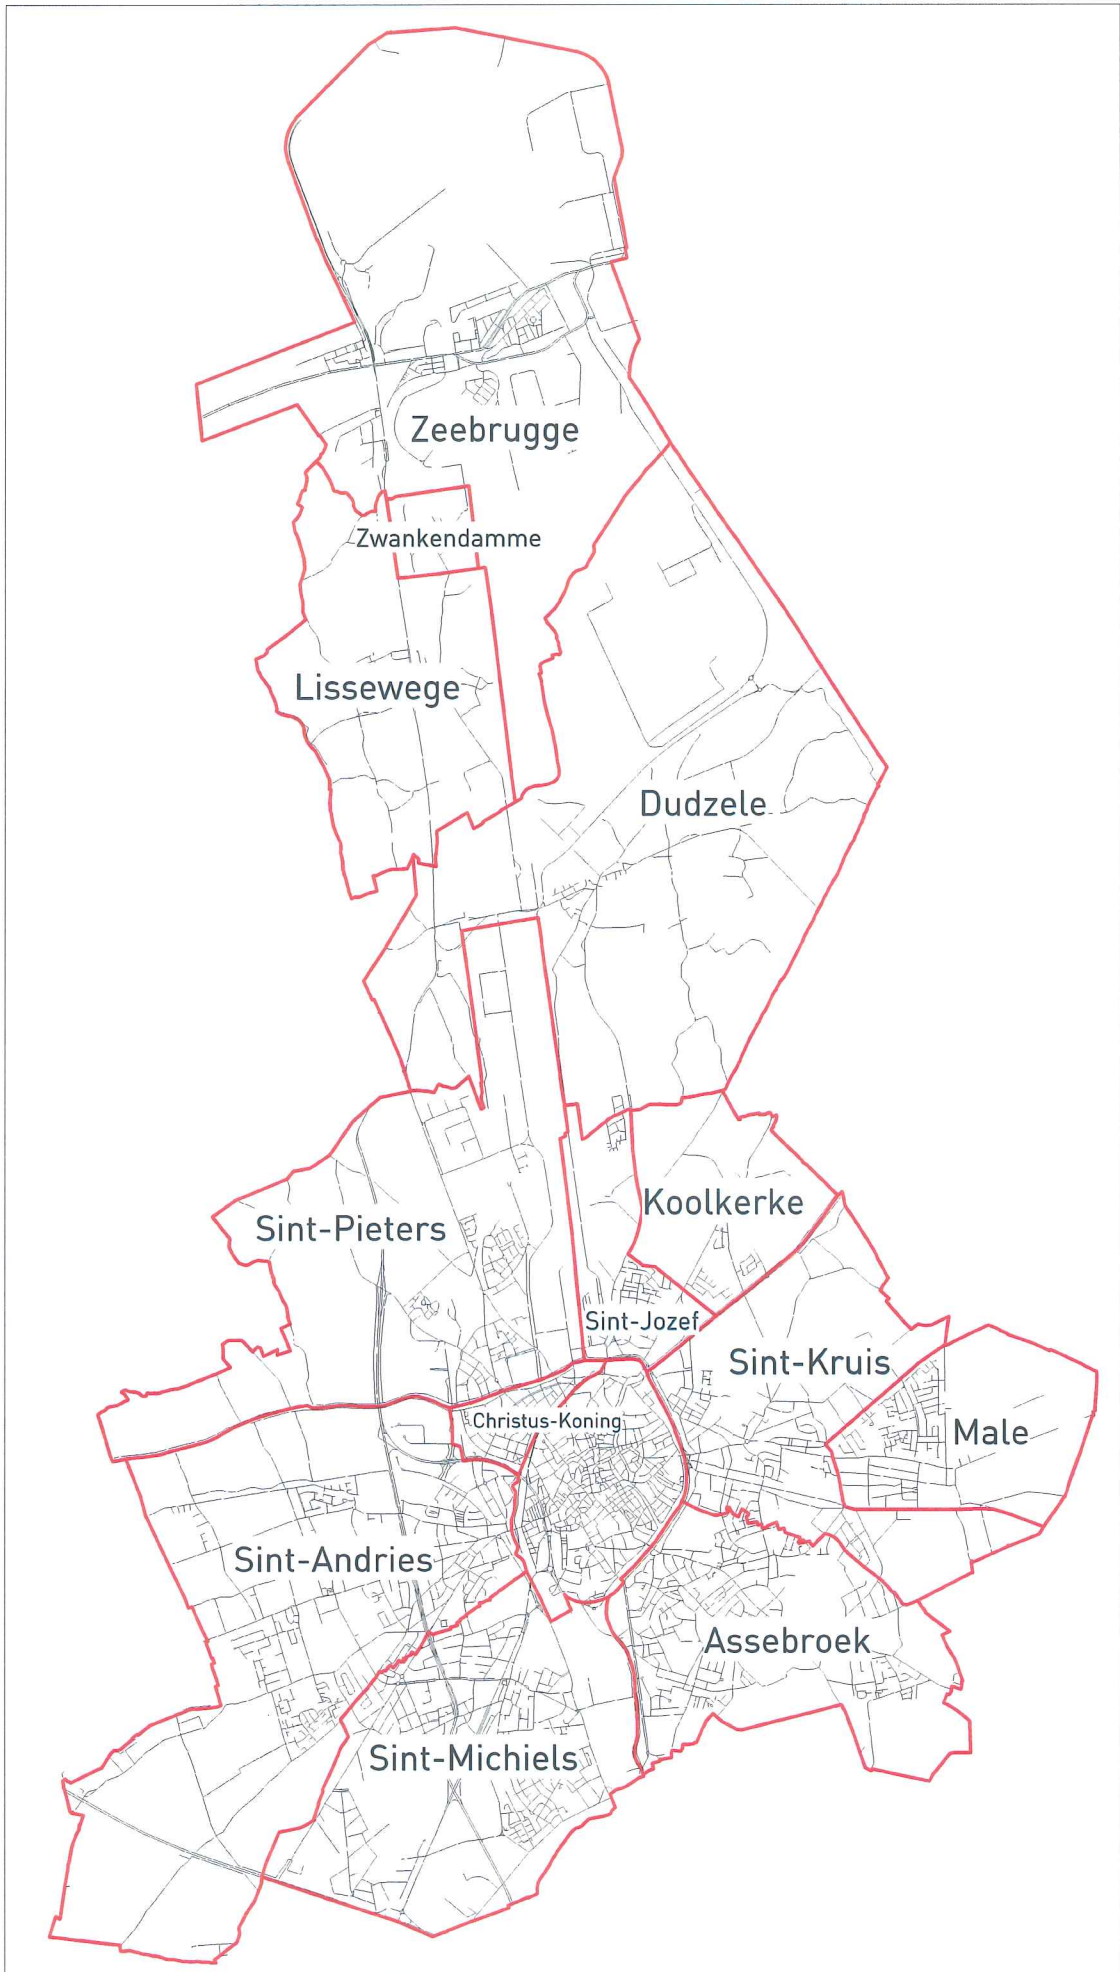 Zeebrugge
Zwankendamme
Lissewege
Dudzele
Koolkerke
Sint-Pieters
Sint-Jozef
Sint-Kruis
Christus-Koning
Male
Sint-Andries
Assebroek
Sint-Michiels